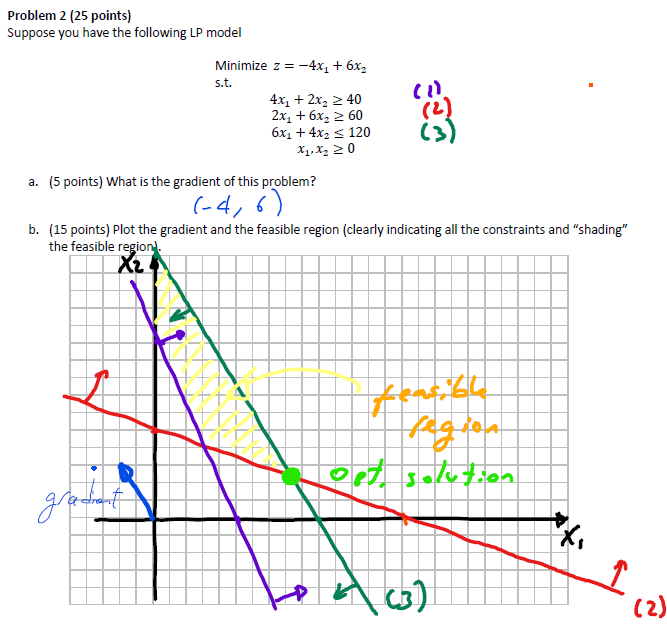 Problem 2 (25 points)
Suppose you have the following LP model
Minimize z = −4x₁ + 6x₂
s.t.
4x₁ + 2x₂ ≥ 40 (1)
2x₁ + 6x₂ ≥ 60 (2)
6x₁ + 4x₂ ≤ 120 (3)
x₁, x₂ ≥ 0
a. (5 points) What is the gradient of this problem?
(-4, 6)
b. (15 points) Plot the gradient and the feasible region (clearly indicating all the constraints and "shading"
the feasible region).
X₂
feasible
region
opt. solution
gradient
X₁
(3)
(2)